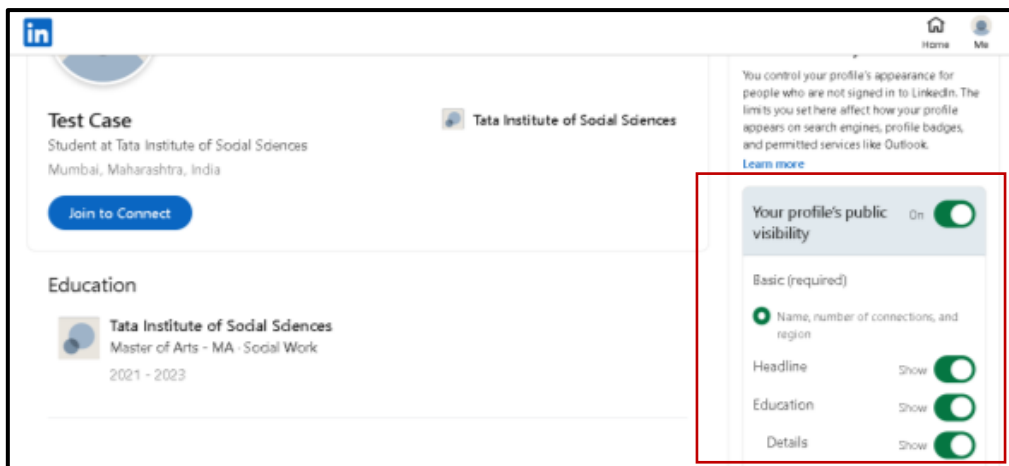 in
Home
Me
You control your profile's appearance for
people who are not signed in to LinkedIn. The
limits you set here affect how your profile
appears on search engines, profile badges,
and permitted services like Outlook.
Learn more
Test Case
Student at Tata Institute of Social Sciences
Mumbai, Maharashtra, India
Join to Connect
Tata Institute of Social Sciences
Education
Tata Institute of Social Sciences
Master of Arts - MA · Social Work
2021 - 2023
Your profile's public
visibility
On
Basic (required)
Name, number of connections, and
region
Headline
Show
Education
Show
Details
Show